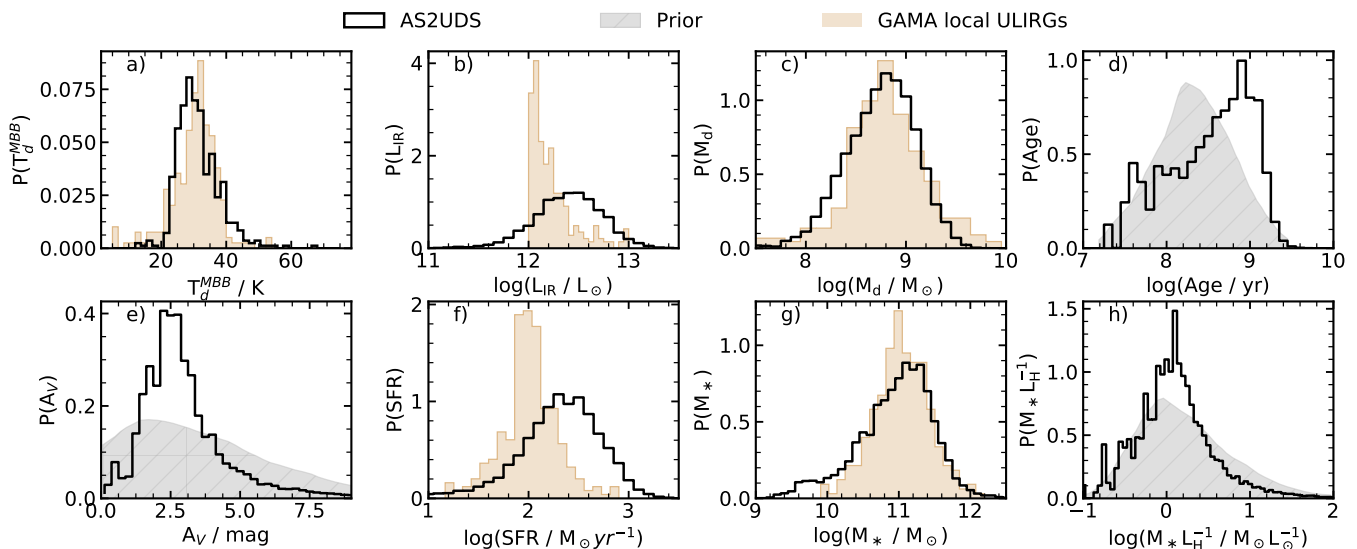 AS2UDS Prior GAMA local ULIRGs
a) b) c) d)
P(T_d^{MBB}) 0.075 0.050 0.025 0.000
20 40 60
T_d^{MBB} / K
P(L_{IR}) 4 2 0
11 12 13
log(L_{IR} / L_⊙)
P(M_d) 1.0 0.5 0.0
8 9 10
log(M_d / M_⊙)
P(Age) 1.0 0.5 0.0
7 8 9 10
log(Age / yr)
e) f) g) h)
P(A_V) 0.4 0.2 0.0
0.0 2.5 5.0 7.5
A_V / mag
P(SFR) 2 1 0
1 2 3
log(SFR / M_⊙yr^{−1})
P(M_*) 1.0 0.5 0.0
9 10 11 12
log(M_* / M_⊙)
P(M_* L_H^{−1}) 1.5 1.0 0.5 0.0
−1 0 1 2
log(M_* L_H^{−1} / M_⊙ L_⊙^{−1})